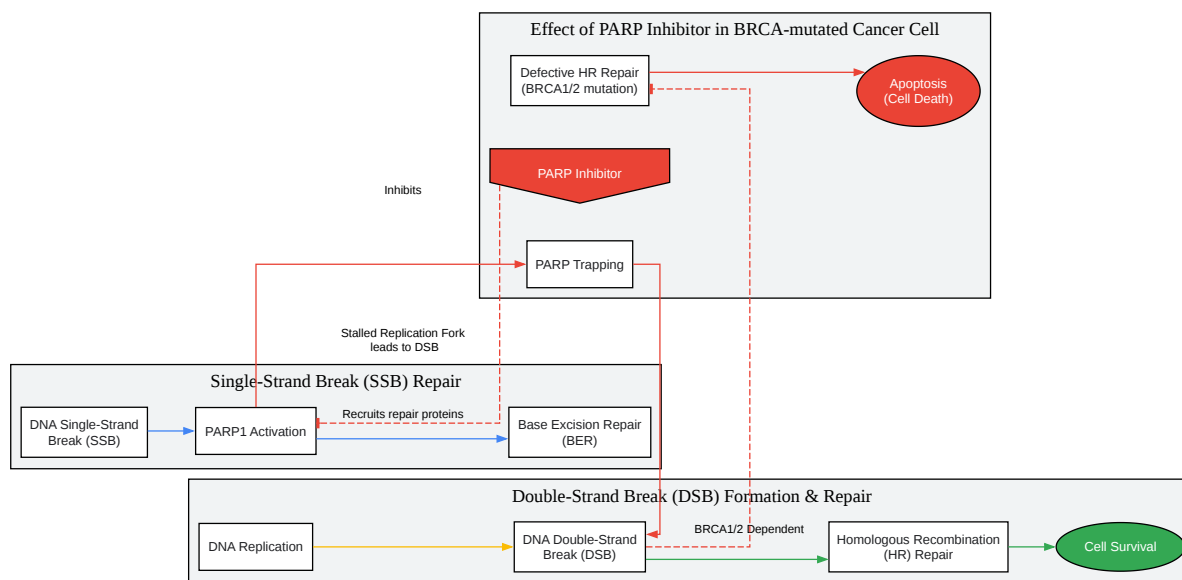 Effect of PARP Inhibitor in BRCA-mutated Cancer Cell
Defective HR Repair
(BRCA1/2 mutation)
Apoptosis
(Cell Death)
PARP Inhibitor
Inhibits
PARP Trapping
Stalled Replication Fork
leads to DSB
Single-Strand Break (SSB) Repair
DNA Single-Strand
Break (SSB)
PARP1 Activation
Recruits repair proteins
Base Excision Repair
(BER)
Double-Strand Break (DSB) Formation & Repair
DNA Replication
DNA Double-Strand
Break (DSB)
BRCA1/2 Dependent
Homologous Recombination
(HR) Repair
Cell Survival